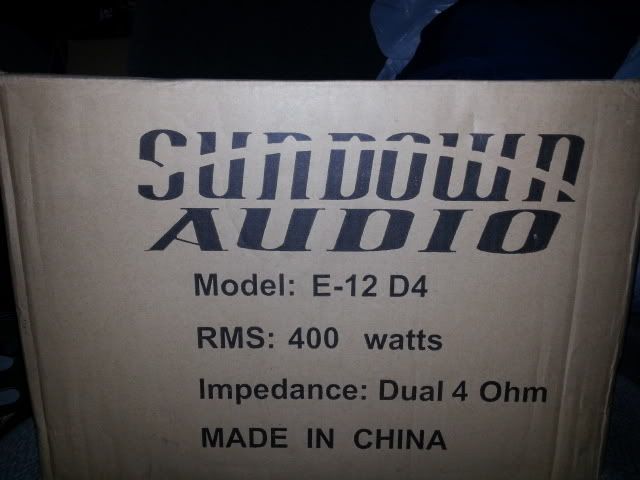 SUNDOWN
AUDIO
Model: E-12 D4
RMS: 400 watts
Impedance: Dual 4 Ohm
MADE IN CHINA